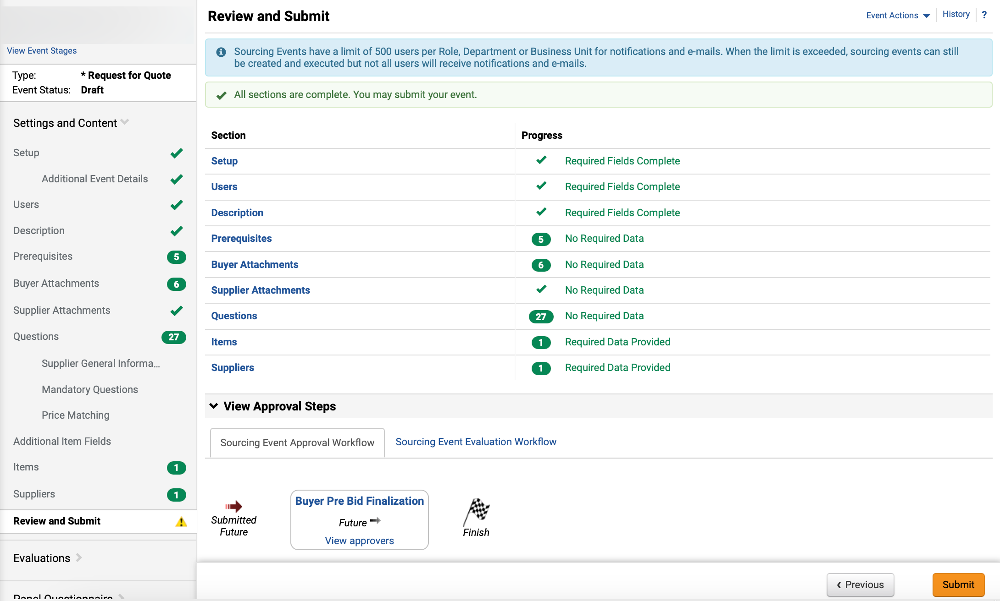 View Event Stages
Type: * Request for Quote
Event Status: Draft
Settings and Content
Setup
Additional Event Details
Users
Description
Prerequisites 5
Buyer Attachments 6
Supplier Attachments
Questions 27
Supplier General Informa...
Mandatory Questions
Price Matching
Additional Item Fields
Items 1
Suppliers 1
Review and Submit
Evaluations
Panel Questionnaire
Review and Submit
Event Actions History ?
Sourcing Events have a limit of 500 users per Role, Department or Business Unit for notifications and e-mails. When the limit is exceeded, sourcing events can still
be created and executed but not all users will receive notifications and e-mails.
All sections are complete. You may submit your event.
Section Progress
Setup Required Fields Complete
Users Required Fields Complete
Description Required Fields Complete
Prerequisites 5 No Required Data
Buyer Attachments 6 No Required Data
Supplier Attachments No Required Data
Questions 27 No Required Data
Items 1 Required Data Provided
Suppliers 1 Required Data Provided
View Approval Steps
Sourcing Event Approval Workflow Sourcing Event Evaluation Workflow
Submitted
Future
Buyer Pre Bid Finalization
Future
View approvers
Finish
‹ Previous Submit